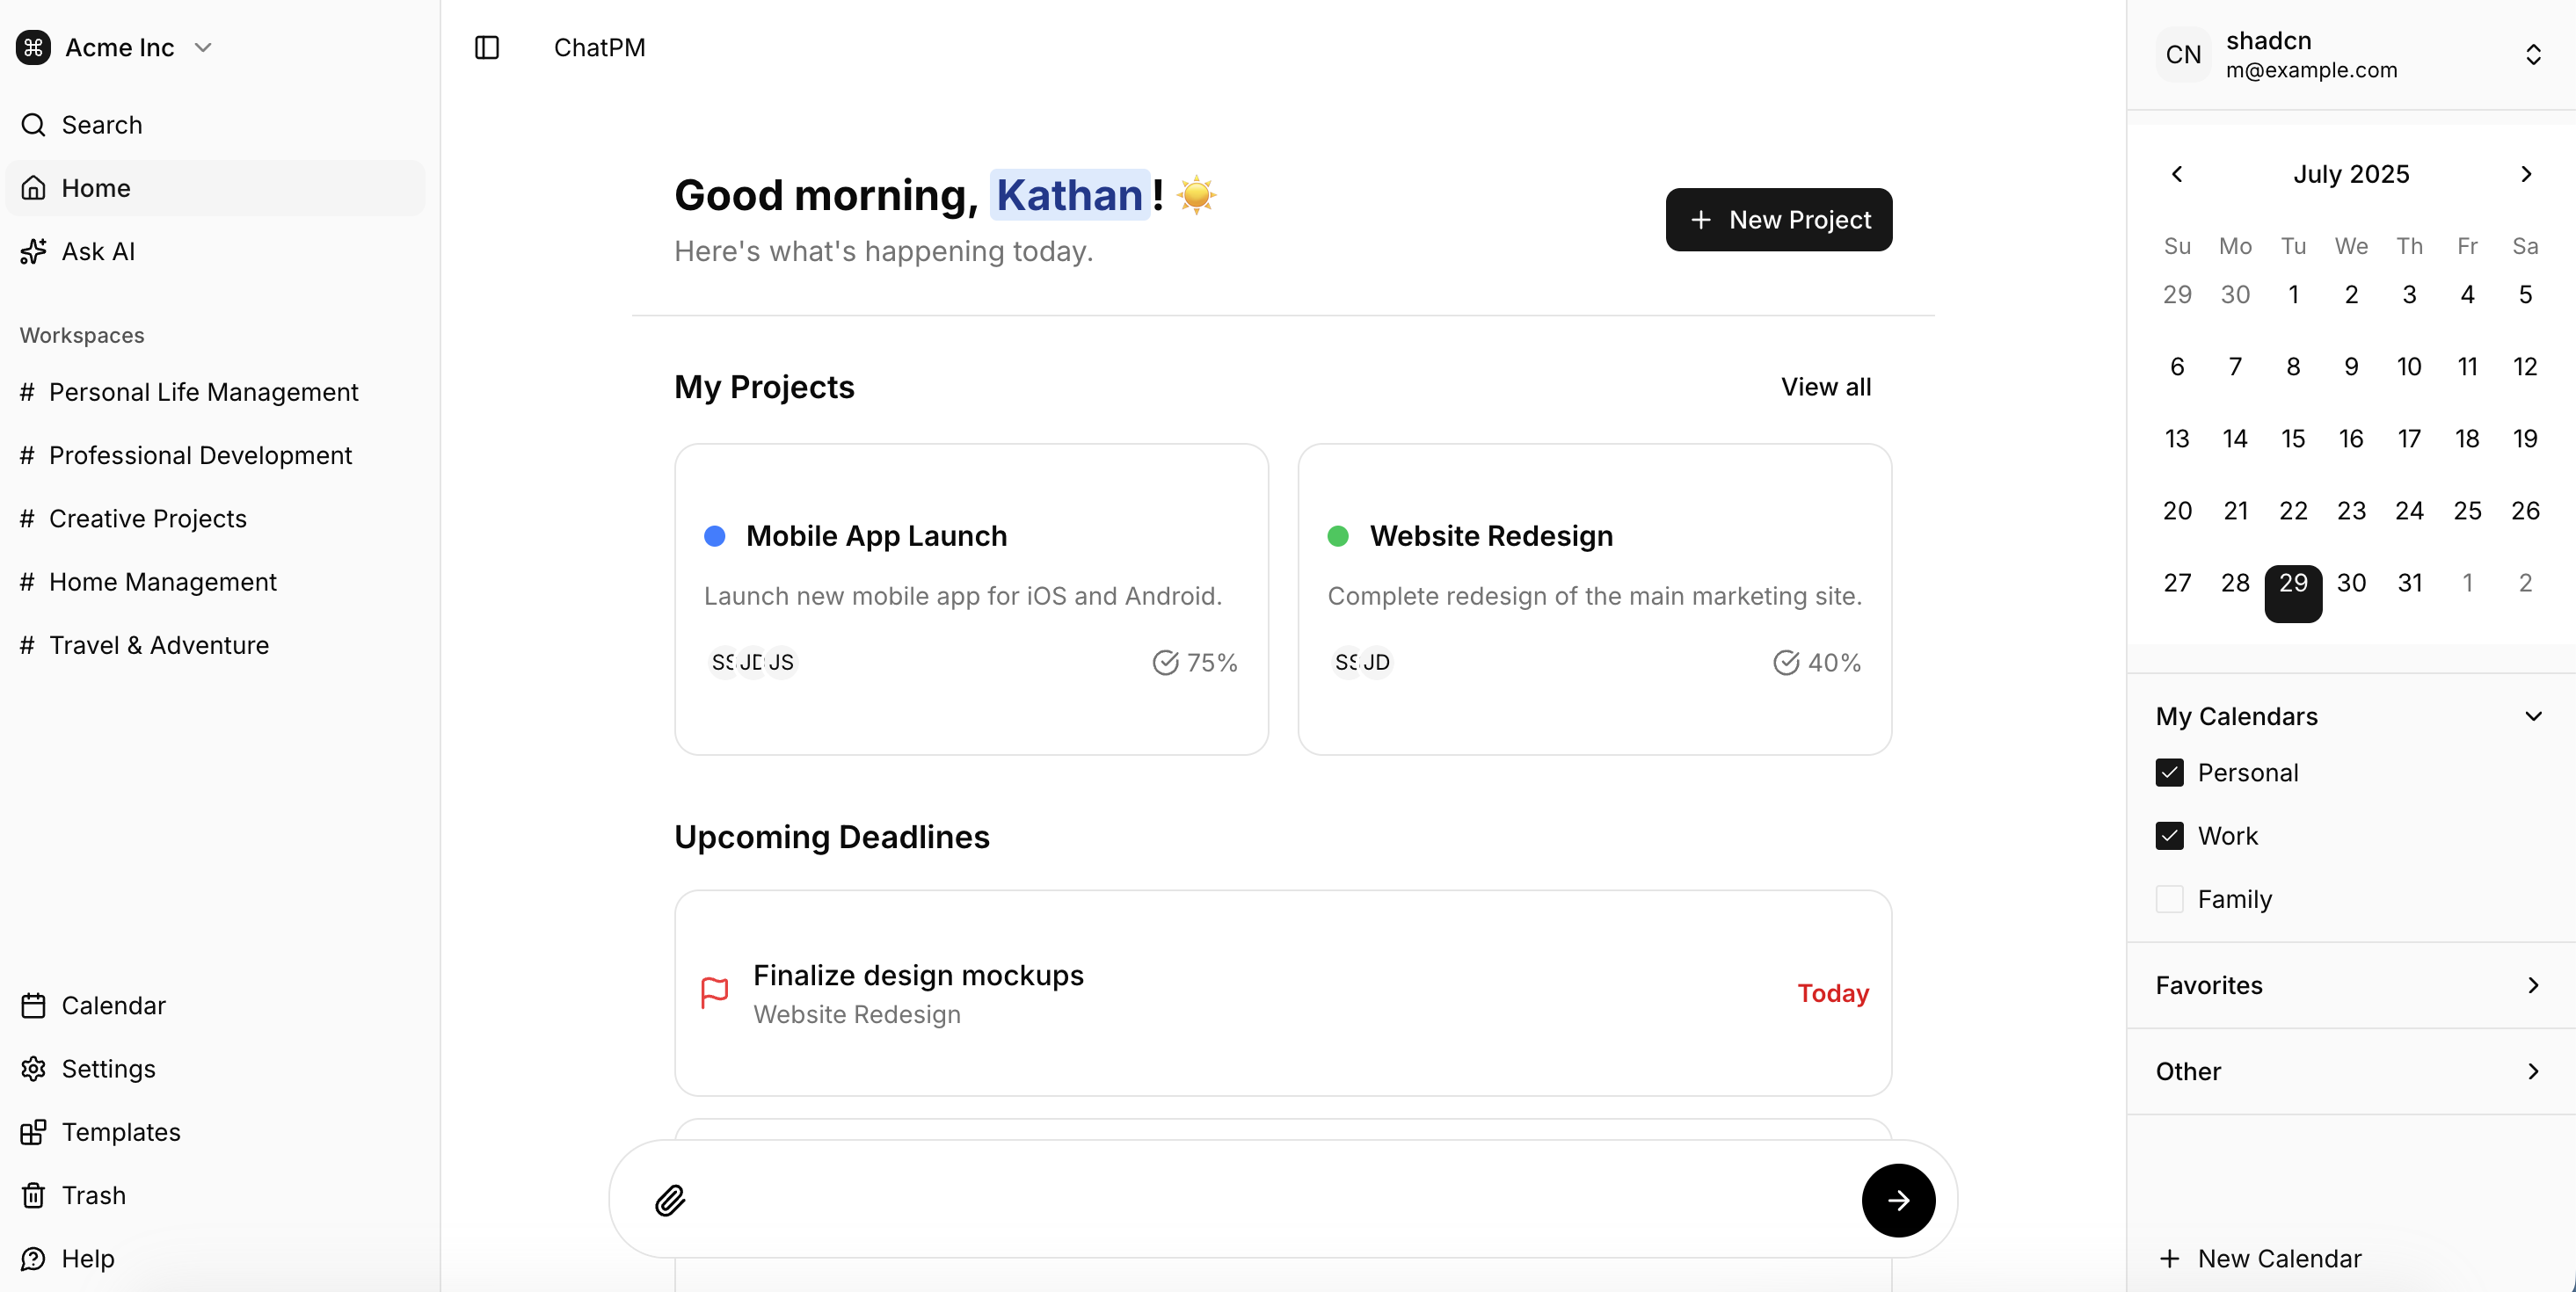 Acme Inc
Search
Home
Ask AI
Workspaces
# Personal Life Management
# Professional Development
# Creative Projects
# Home Management
# Travel & Adventure
Calendar
Settings
Templates
Trash
Help
ChatPM
Good morning, Kathan! ☀️
Here's what's happening today.
+ New Project
My Projects
View all
Mobile App Launch
Launch new mobile app for iOS and Android.
SS JD JS
75%
Website Redesign
Complete redesign of the main marketing site.
SS JD
40%
Upcoming Deadlines
Finalize design mockups
Website Redesign
Today
CN
shadcn
m@example.com
July 2025
Su Mo Tu We Th Fr Sa
29 30 1 2 3 4 5
6 7 8 9 10 11 12
13 14 15 16 17 18 19
20 21 22 23 24 25 26
27 28 29 30 31 1 2
My Calendars
Personal
Work
Family
Favorites
Other
+ New Calendar